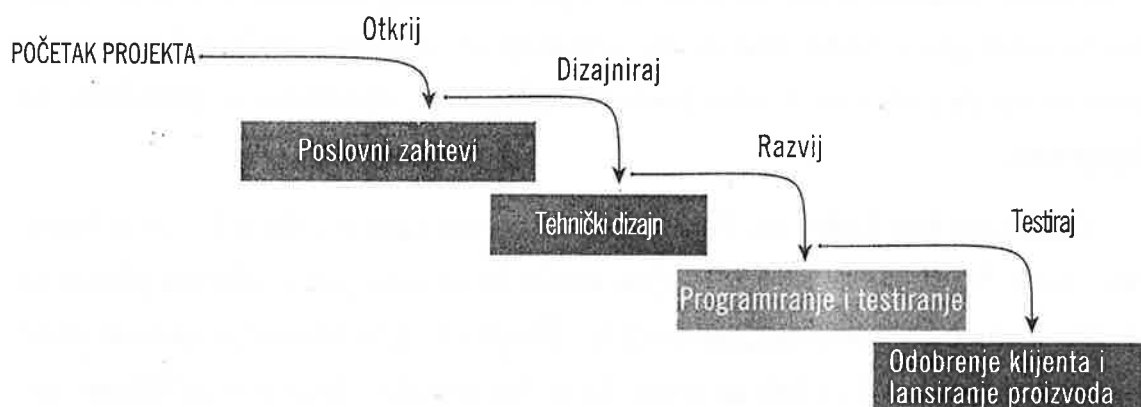 Otkrij
POČETAK PROJEKTA
Dizajniraj
Poslovni zahtevi
Razvij
Tehnički dizajn
Testiraj
Programiranje i testiranje
Odobrenje klijenta i
lansiranje proizvoda